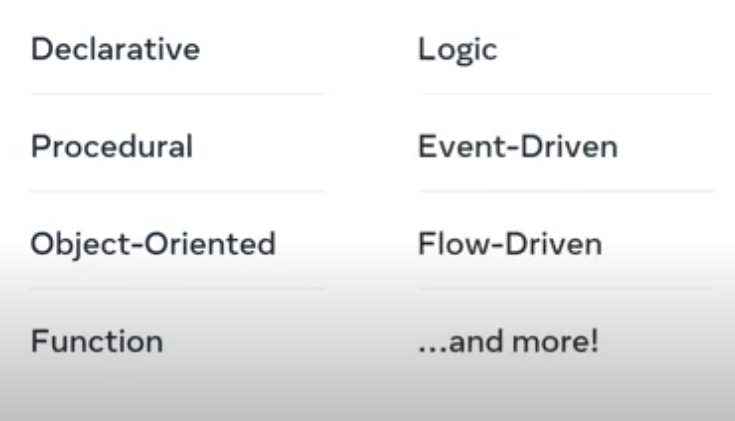 Declarative
Procedural
Object-Oriented
Function
Logic
Event-Driven
Flow-Driven
...and more!